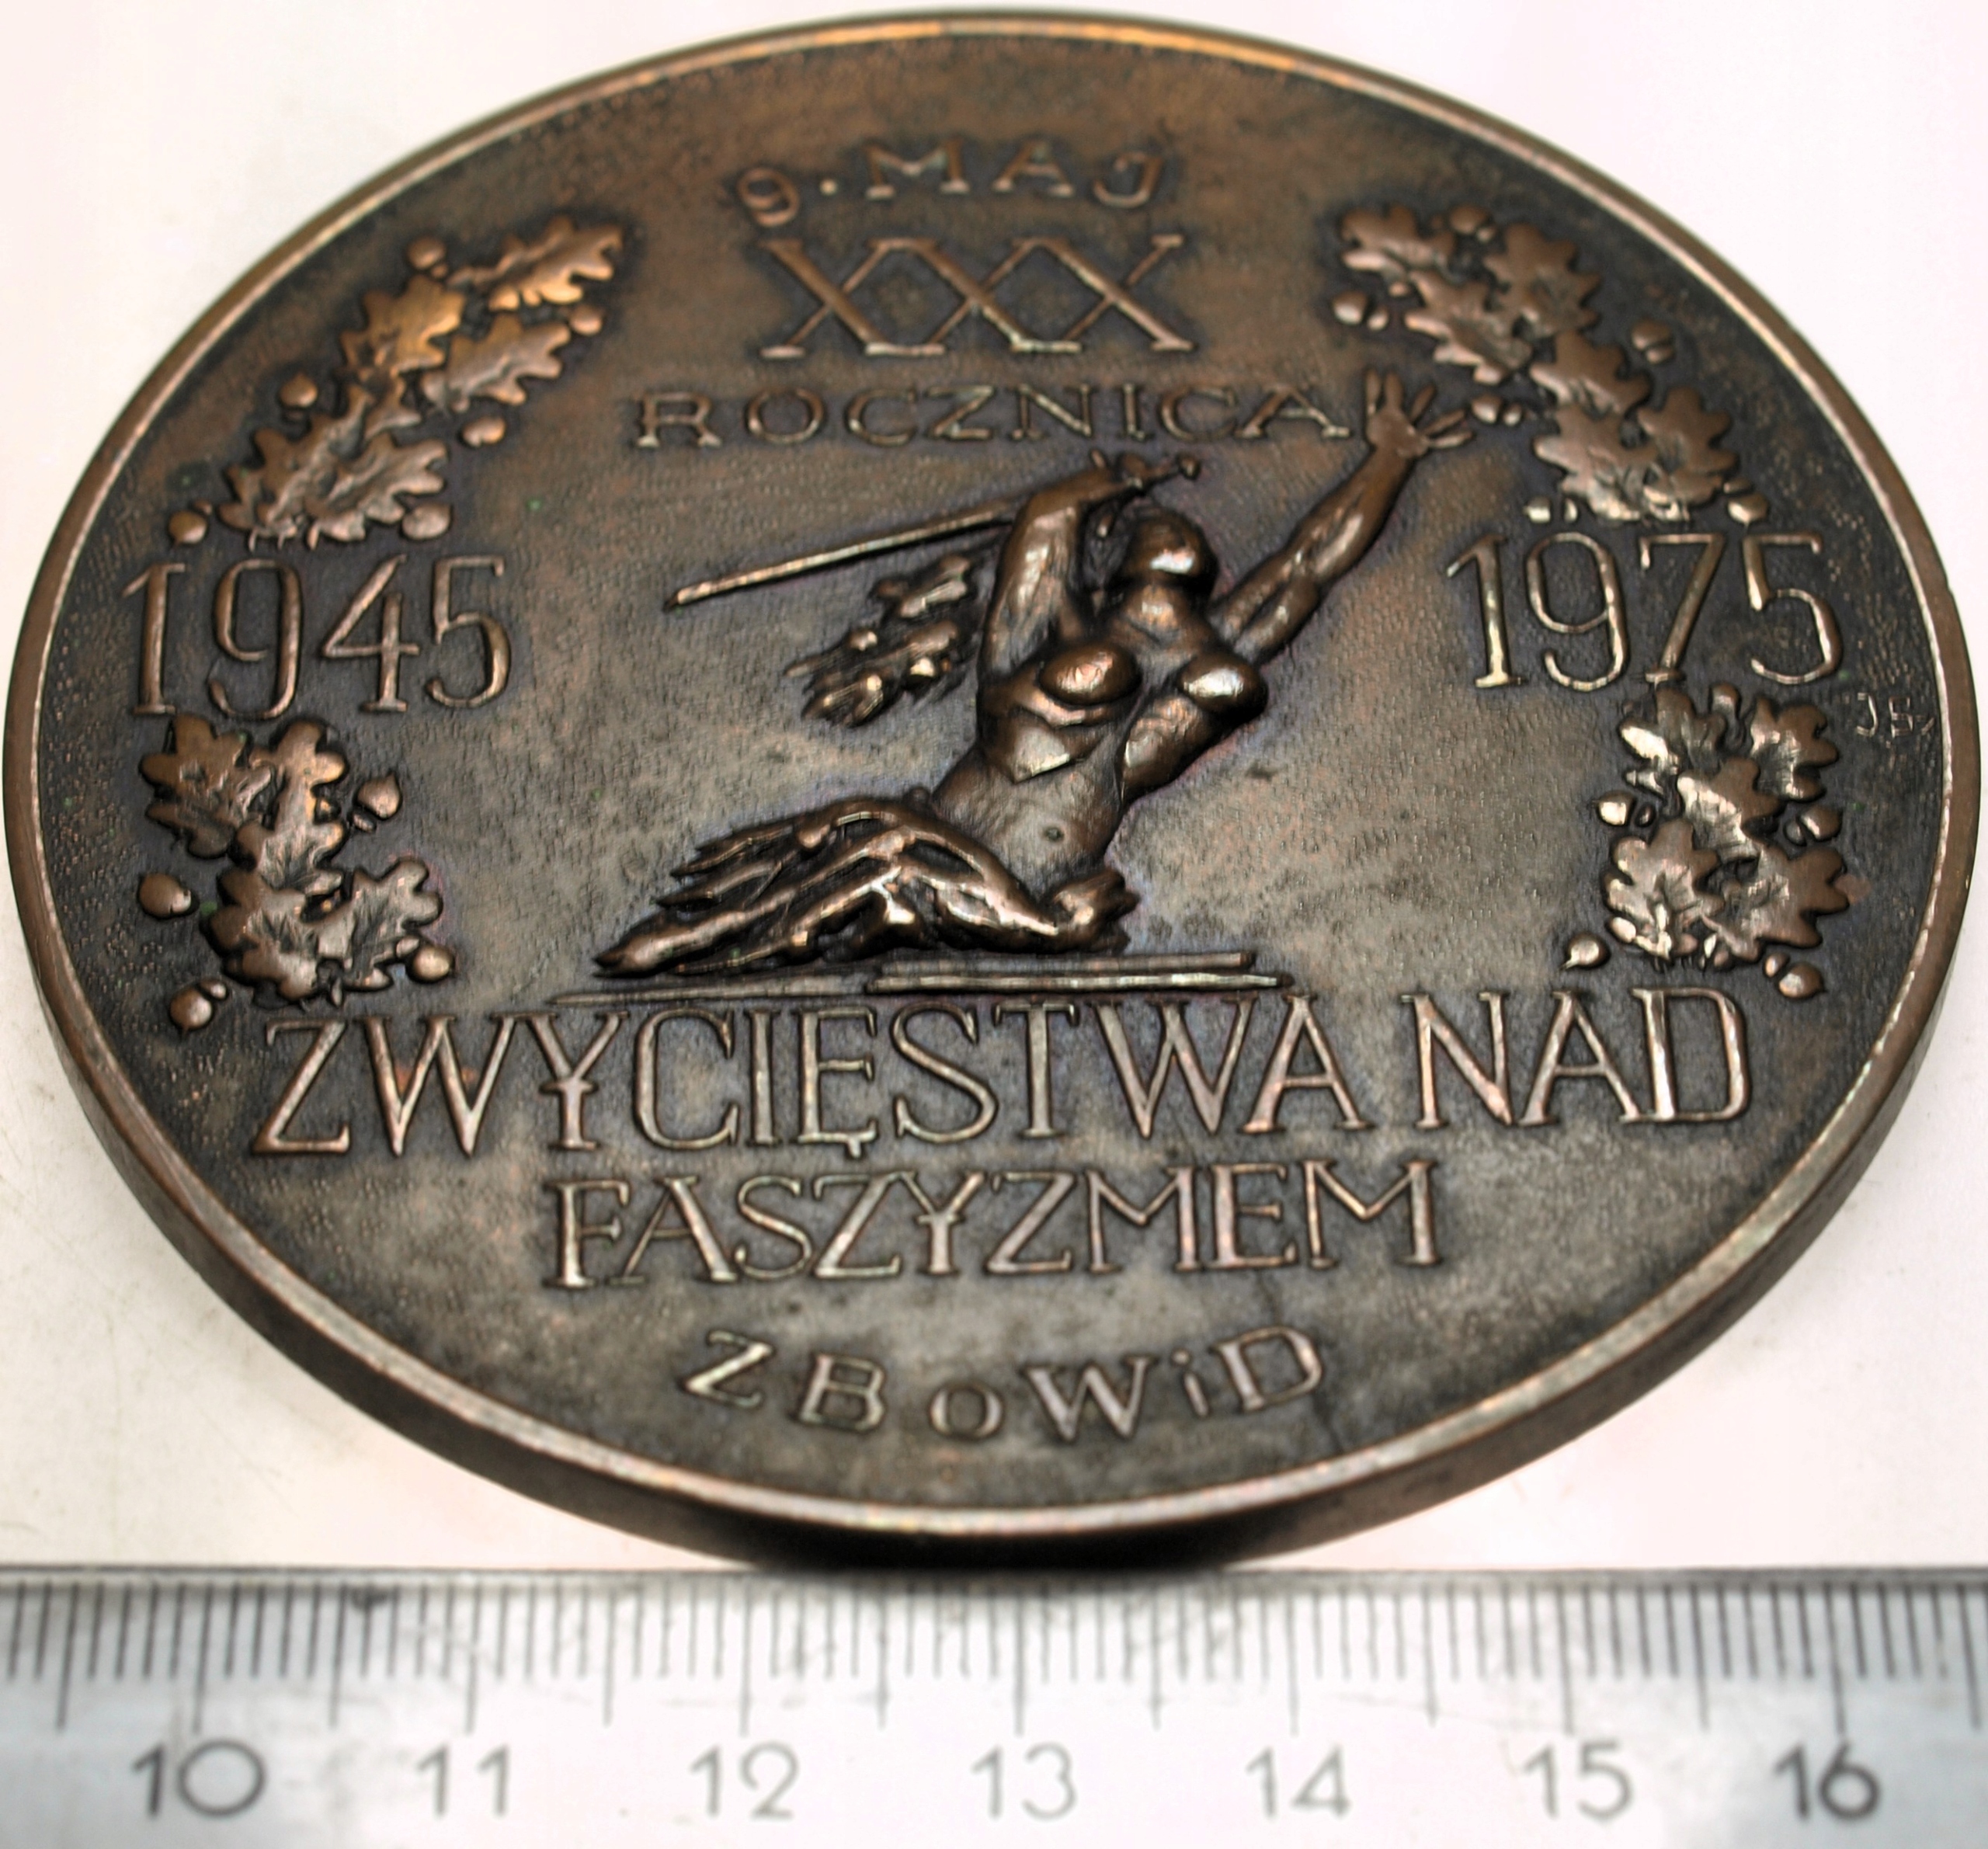 9·MAJ
XXX
ROCZNICA
1945 1975
ZWYCIĘSTWA NAD
FASZYZMEM
ZBoWiD
10 11 12 13 14 15 16